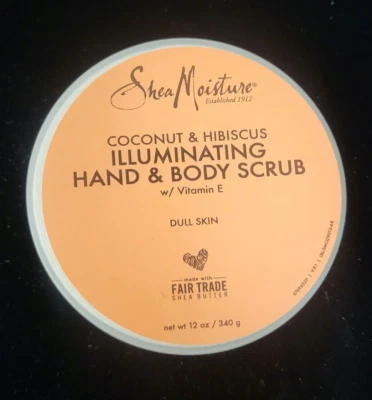 SheaMoisture®
Established 1912
COCONUT & HIBISCUS
ILLUMINATING
HAND & BODY SCRUB
w/ Vitamin E
DULL SKIN
made with
FAIR TRADE
SHEA BUTTER
net wt 12 oz / 340 g